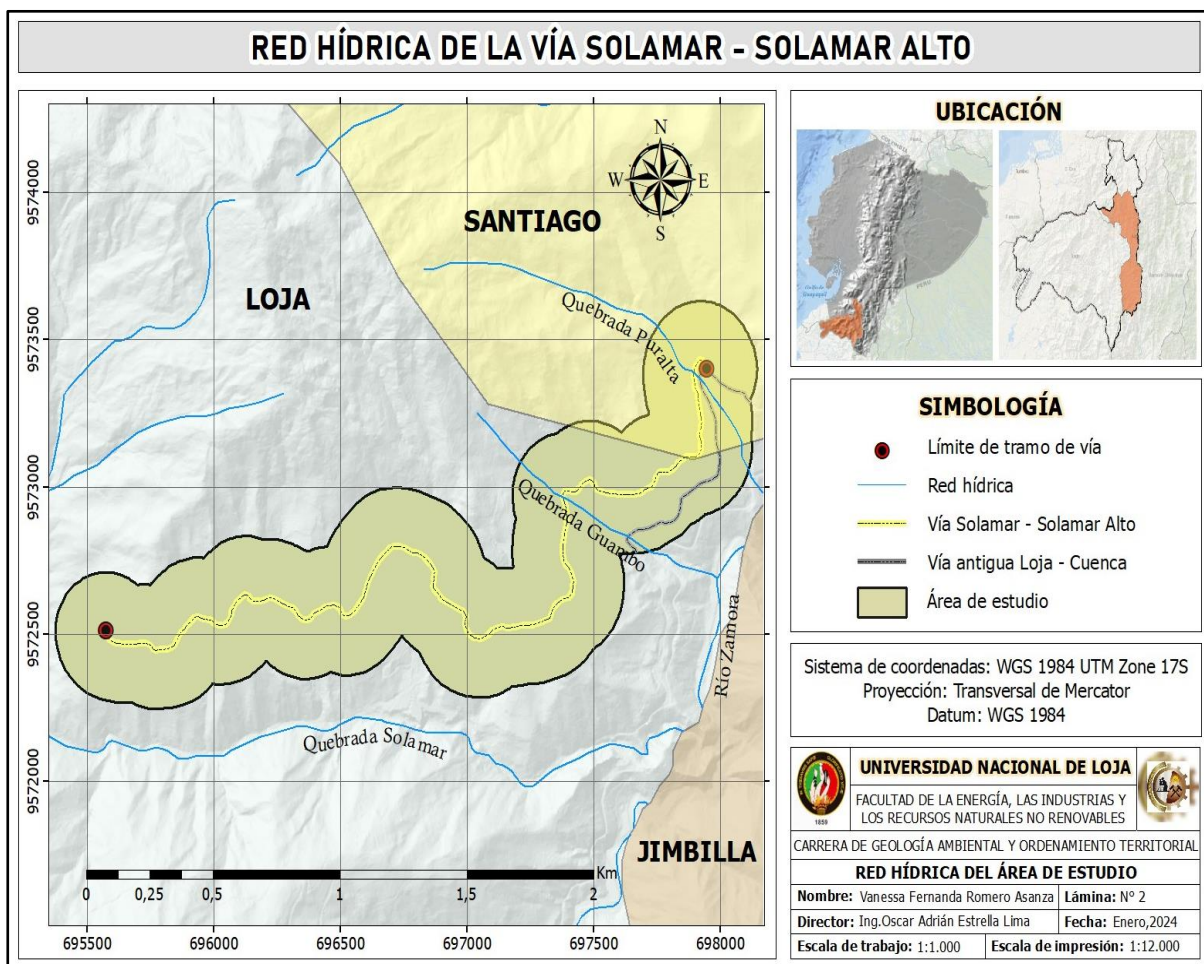 RED HÍDRICA DE LA VÍA SOLAMAR - SOLAMAR ALTO
9574000
9573500
9573000
9572500
9572000
N
W
E
S
SANTIAGO
LOJA
Quebrada Puralta
Quebrada Guambo
Río Zamora
Quebrada Solamar
JIMBILLA
Km
0
0,25
0,5
1
1,5
2
695500
696000
696500
697000
697500
698000
UBICACIÓN
PERU
SIMBOLOGÍA
Límite de tramo de vía
Red hídrica
Vía Solamar - Solamar Alto
Vía antigua Loja - Cuenca
Área de estudio
Sistema de coordenadas: WGS 1984 UTM Zone 17S
Proyección: Transversal de Mercator
Datum: WGS 1984
1859
UNIVERSIDAD NACIONAL DE LOJA
FACULTAD DE LA ENERGÍA, LAS INDUSTRIAS Y
LOS RECURSOS NATURALES NO RENOVABLES
CARRERA DE GEOLOGÍA AMBIENTAL Y ORDENAMIENTO TERRITORIAL
RED HÍDRICA DEL ÁREA DE ESTUDIO
Nombre: Vanessa Fernanda Romero Asanza
Lámina: N° 2
Director: Ing.Oscar Adrián Estrella Lima
Fecha: Enero,2024
Escala de trabajo: 1:1.000
Escala de impresión: 1:12.000